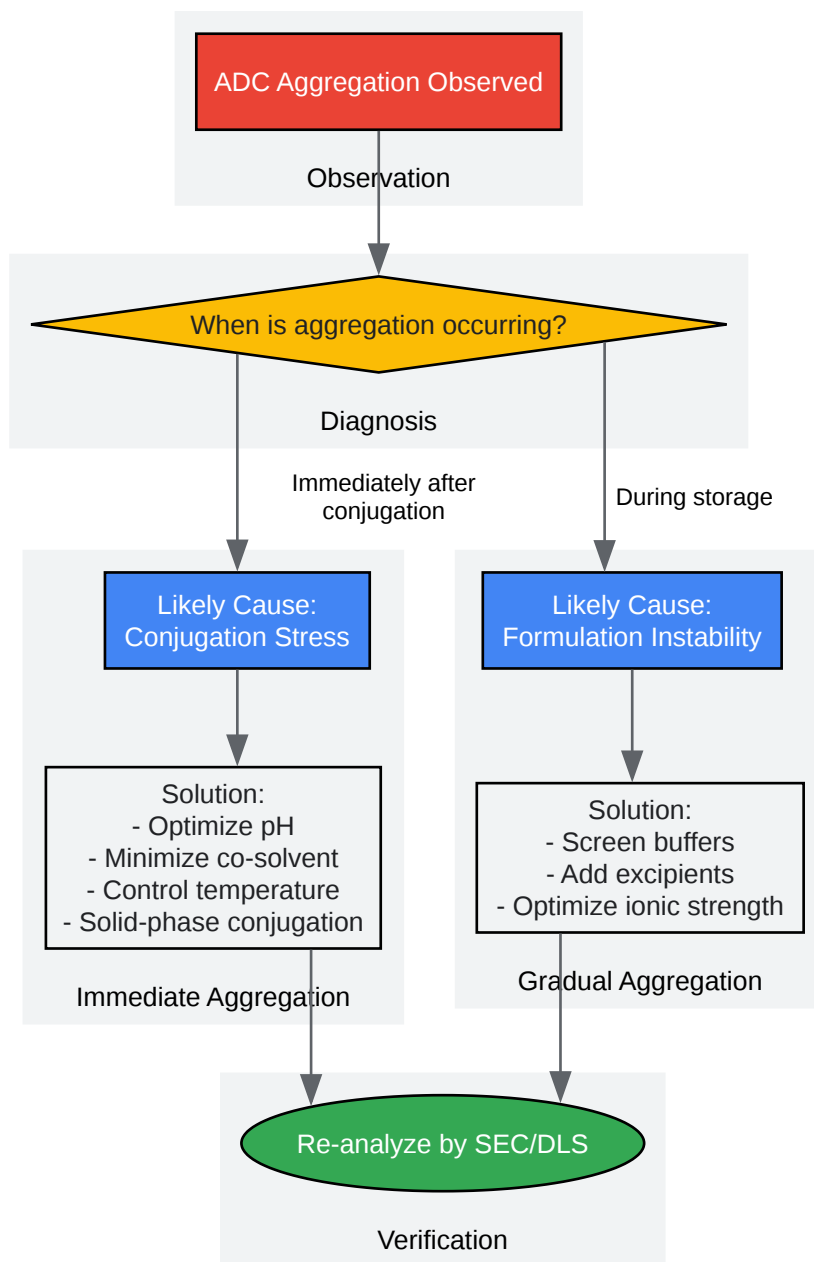 ADC Aggregation Observed
Observation
When is aggregation occurring?
Diagnosis
Immediately after
conjugation
During storage
Likely Cause:
Conjugation Stress
Likely Cause:
Formulation Instability
Solution:
- Optimize pH
- Minimize co-solvent
- Control temperature
- Solid-phase conjugation
Solution:
- Screen buffers
- Add excipients
- Optimize ionic strength
Immediate Aggregation
Gradual Aggregation
Re-analyze by SEC/DLS
Verification